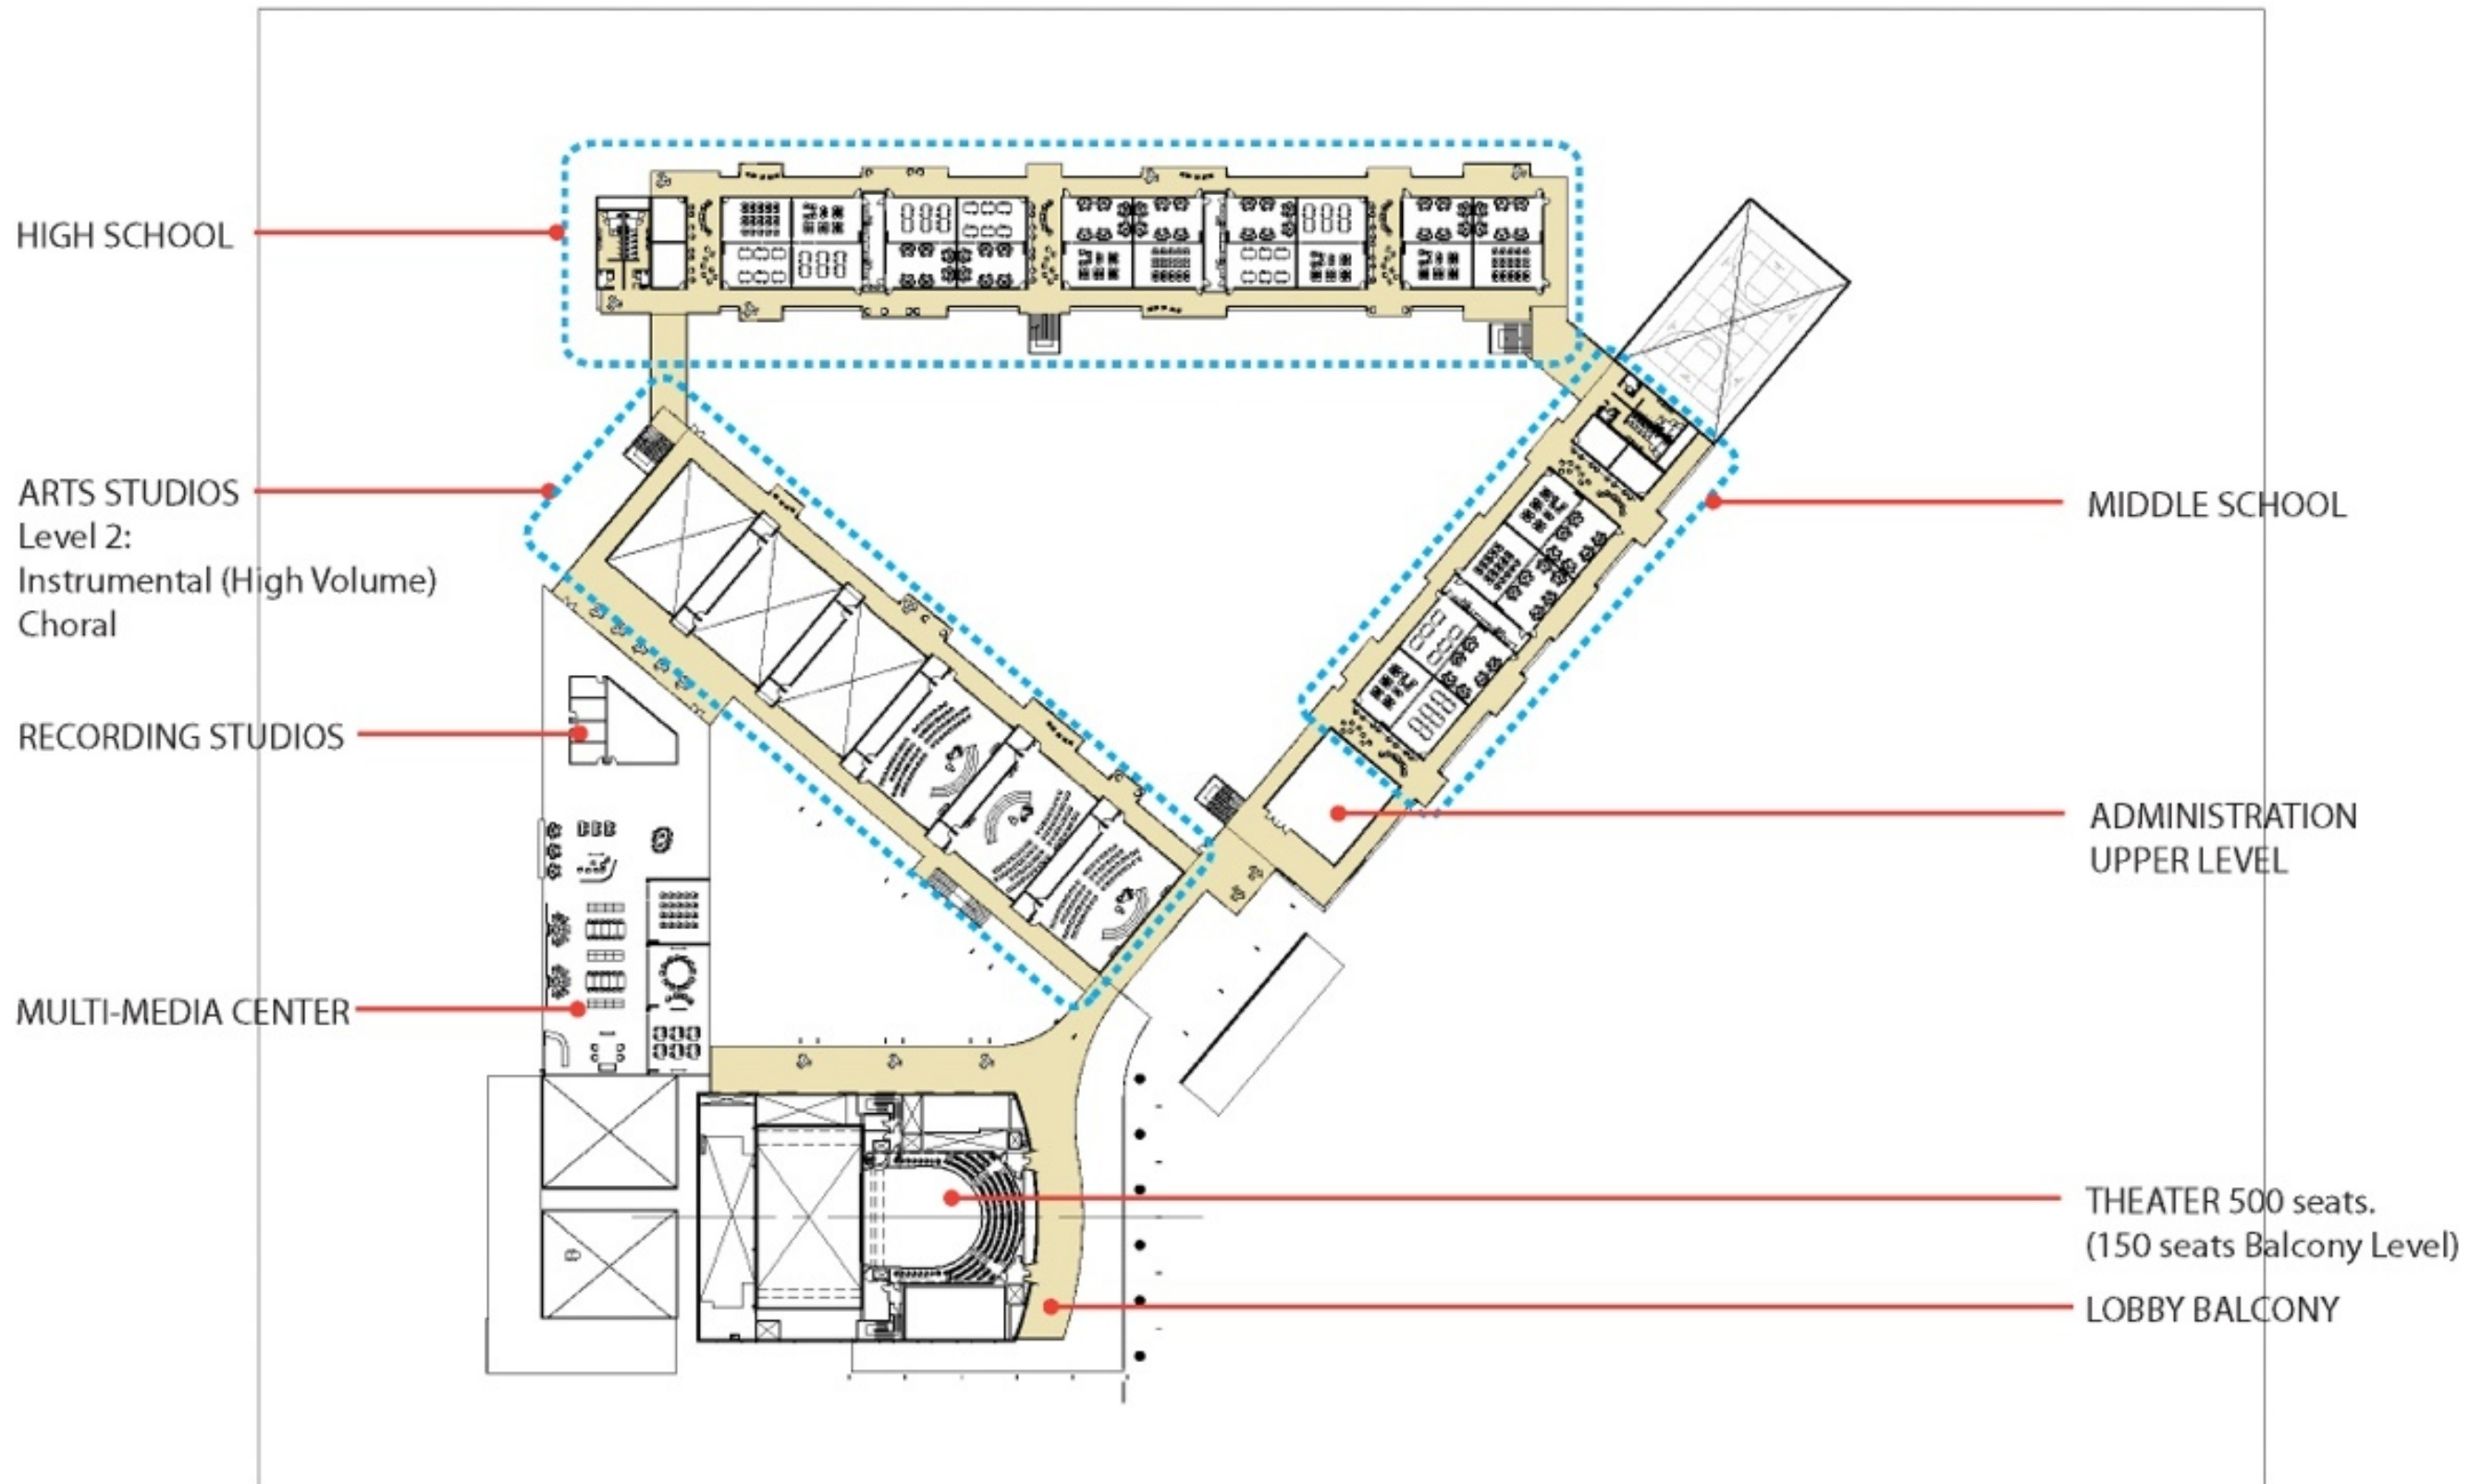 HIGH SCHOOL
ARTS STUDIOS
Level 2:
Instrumental (High Volume)
Choral
RECORDING STUDIOS
MULTI-MEDIA CENTER
MIDDLE SCHOOL
ADMINISTRATION
UPPER LEVEL
THEATER 500 seats.
(150 seats Balcony Level)
LOBBY BALCONY